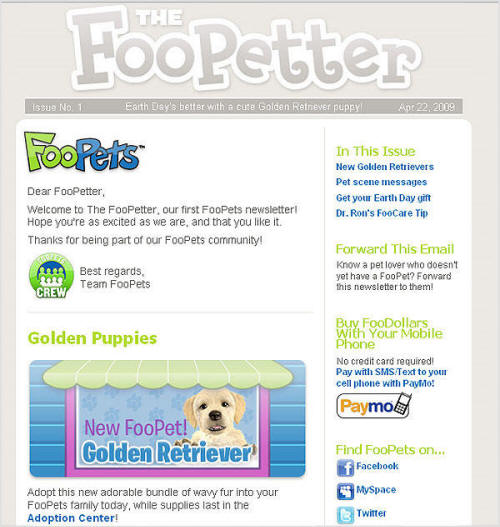 THE
FooPetter
Issue No. 1 Earth Day's better with a cute Golden Retriever puppy! Apr 22, 2009
FooPets™
Dear FooPetter,
Welcome to The FooPetter, our first FooPets newsletter!
Hope you're as excited as we are, and that you like it.
Thanks for being part of our FooPets community!
CREW
Best regards,
Team FooPets
Golden Puppies
New FooPet!
Golden Retriever
Adopt this new adorable bundle of wavy fur into your
FooPets family today, while supplies last in the
Adoption Center!
In This Issue
New Golden Retrievers
Pet scene messages
Get your Earth Day gift
Dr. Ron's FooCare Tip
Forward This Email
Know a pet lover who doesn't
yet have a FooPet? Forward
this newsletter to them!
Buy FooDollars
With Your Mobile
Phone
No credit card required!
Pay with SMS/Text to your
cell phone with PayMo!
Paymo
Find FooPets on...
Facebook
MySpace
Twitter